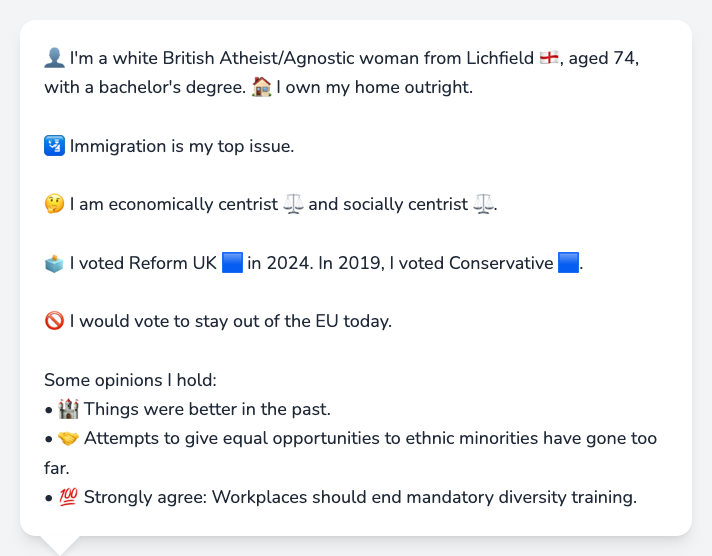 👤 I'm a white British Atheist/Agnostic woman from Lichfield 🏴󠁧󠁢󠁥󠁮󠁧󠁿, aged 74,
with a bachelor's degree. 🏠 I own my home outright.
🛂 Immigration is my top issue.
🤔 I am economically centrist ⚖️ and socially centrist ⚖️.
🗳️ I voted Reform UK 🟦 in 2024. In 2019, I voted Conservative 🟦.
🚫 I would vote to stay out of the EU today.
Some opinions I hold:
• 🏰 Things were better in the past.
• 🤝 Attempts to give equal opportunities to ethnic minorities have gone too
far.
• 💯 Strongly agree: Workplaces should end mandatory diversity training.